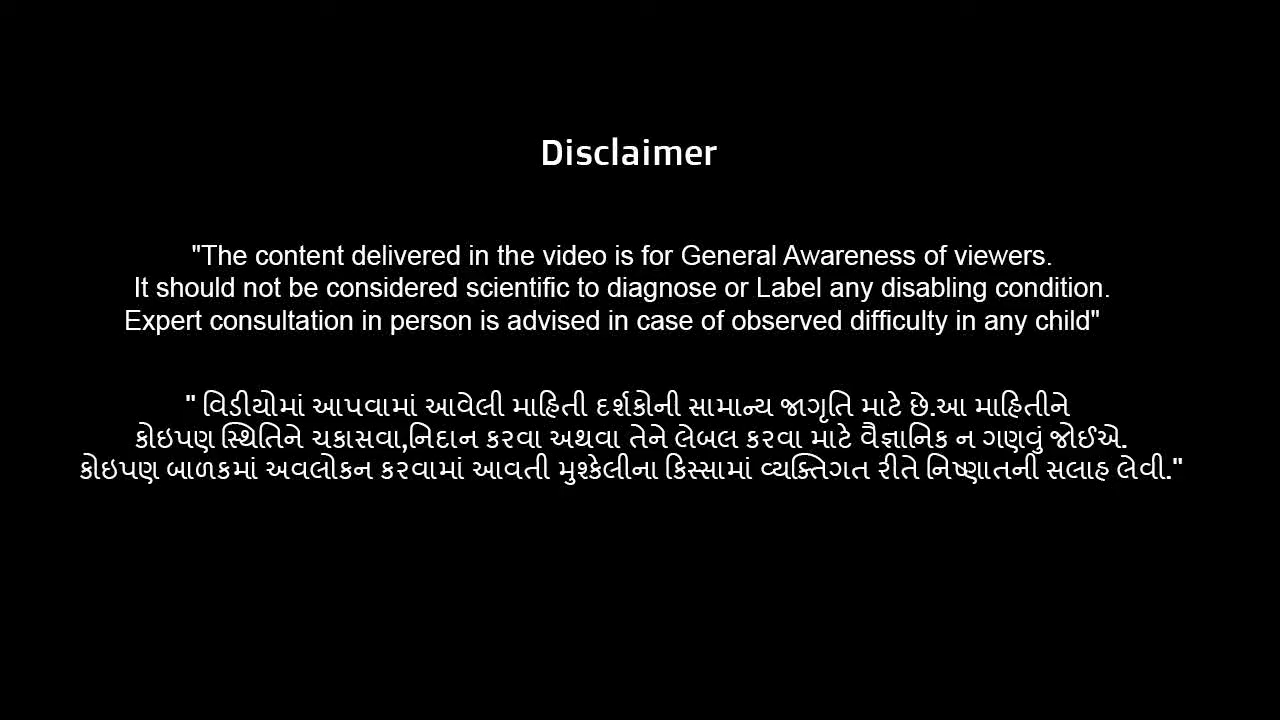 Disclaimer
"The content delivered in the video is for General Awareness of viewers.
It should not be considered scientific to diagnose or Label any disabling condition.
Expert consultation in person is advised in case of observed difficulty in any child"
" વિડીયોમાં આપવામાં આવેલી માહિતી દર્શકોની સામાન્ય જાગૃતિ માટે છે.આ માહિતીને
કોઇપણ સ્થિતિને ચકાસવા,નિદાન કરવા અથવા તેને લેબલ કરવા માટે વૈજ્ઞાનિક ન ગણવું જોઈએ.
કોઇપણ બાળકમાં અવલોકન કરવામાં આવતી મુશ્કેલીના કિસ્સામાં વ્યક્તિગત રીતે નિષ્ણાતની સલાહ લેવી."